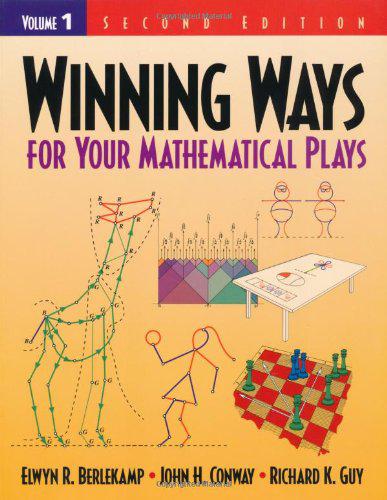 VOLUME 1 SECOND EDITION
WINNING WAYS
FOR YOUR MATHEMATICAL PLAYS
ELWYN R. BERLEKAMP • JOHN H. CONWAY • RICHARD K. GUY